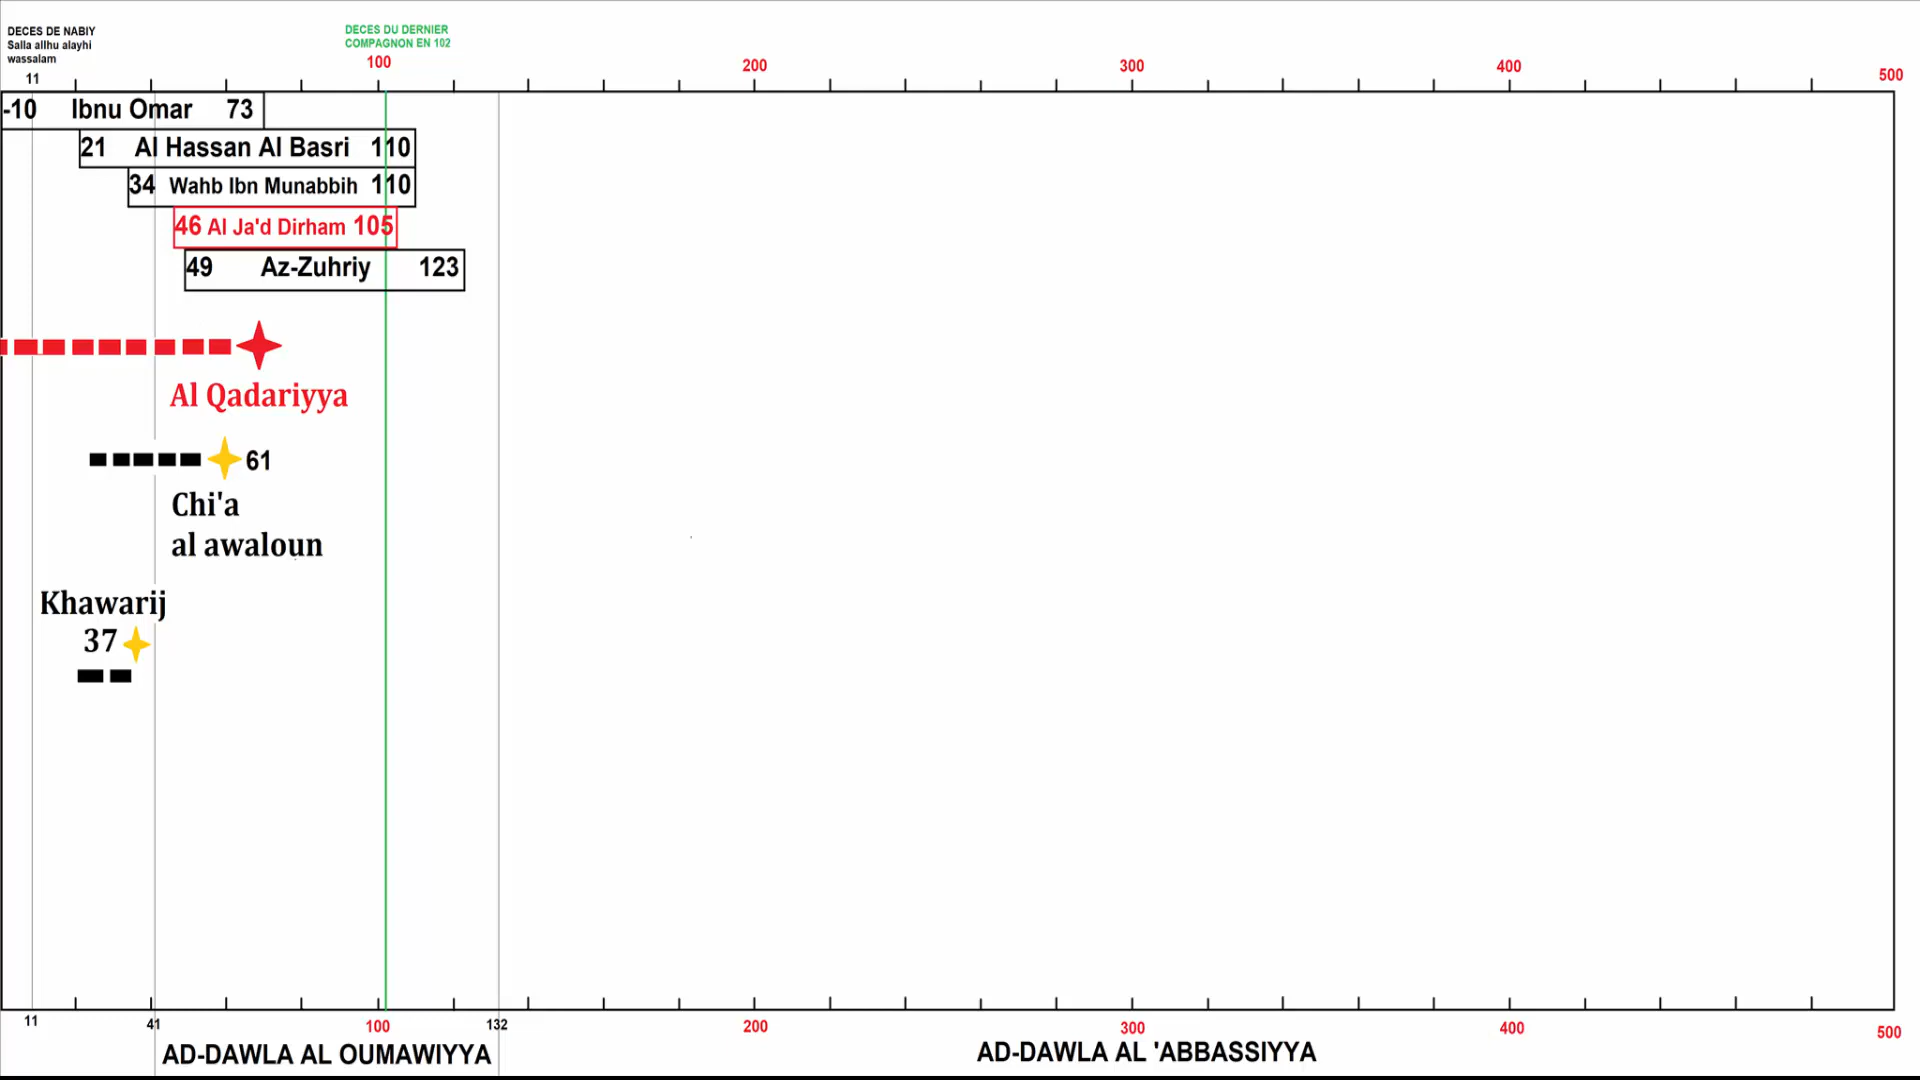 DECES DE NABIY
Salla allhu alayhi
wassalam
11
DECES DU DERNIER
COMPAGNON EN 102
100
200
300
400
500
-10 Ibnu Omar 73
21 Al Hassan Al Basri 110
34 Wahb Ibn Munabbih 110
46 Al Ja'd Dirham 105
49 Az-Zuhriy 123
Al Qadariyya
61
Chi'a
al awaloun
Khawarij
37
11
41
100
132
200
300
400
500
AD-DAWLA AL OUMAWIYYA
AD-DAWLA AL 'ABBASSIYYA